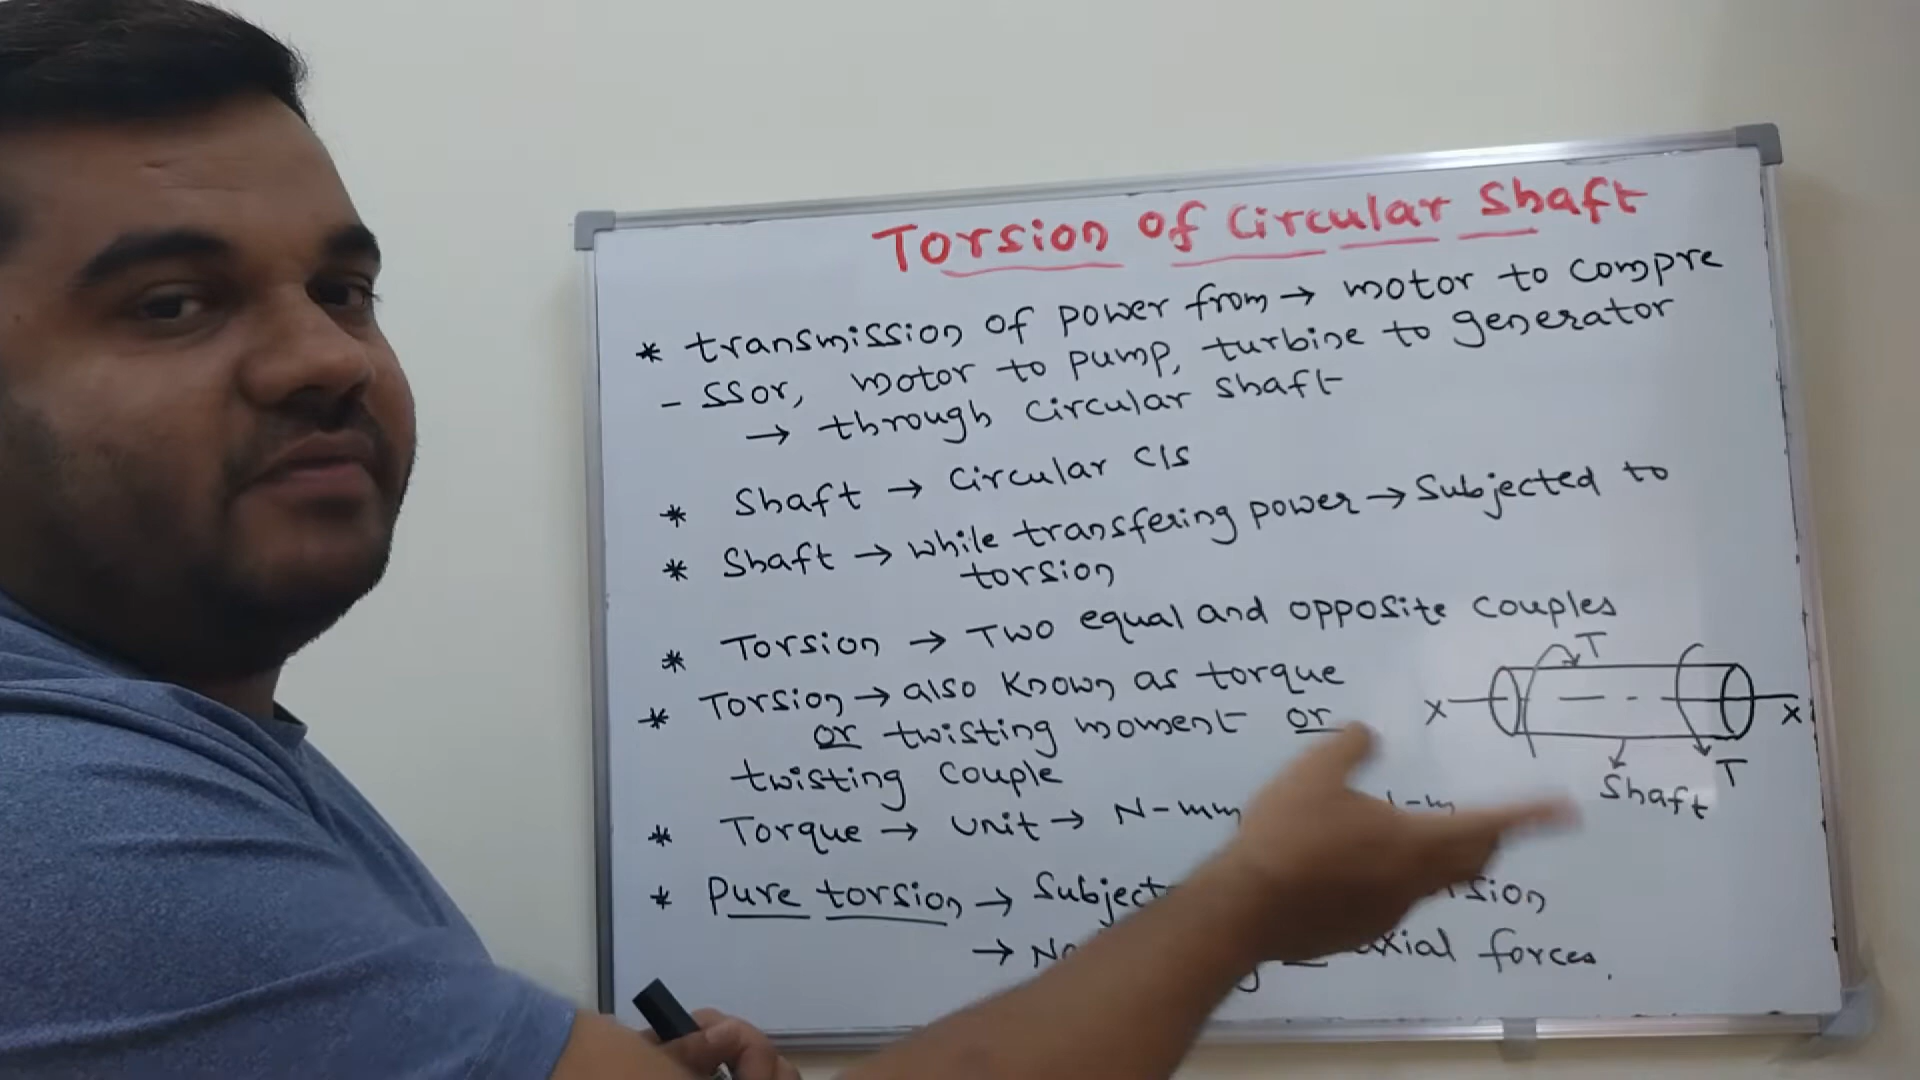 Torsion of Circular Shaft
* transmission of power from → motor to compre
- ssor, motor to pump, turbine to generator
→ through circular shaft
* Shaft → Circular C/s
* Shaft → while transfering power → Subjected to
torsion
* Torsion → Two equal and opposite couples
* Torsion → also known as torque
or twisting moment or
twisting couple
T
X
X
T
Shaft
* Torque → unit → N-mm
* Pure torsion →
→ axial forces.